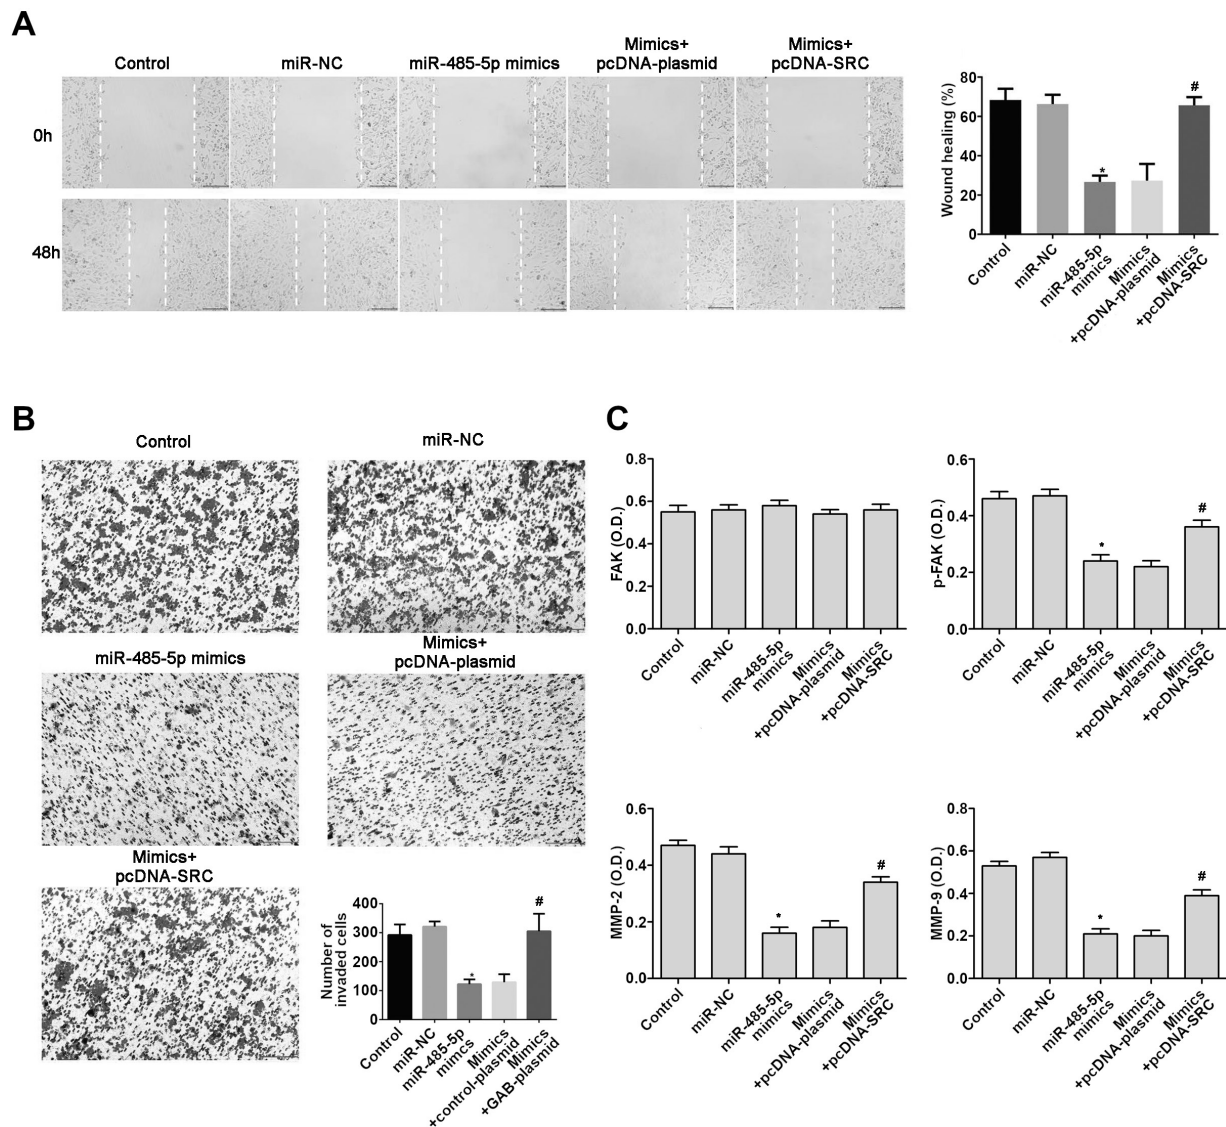 A
Control
miR-NC
miR-485-5p mimics
Mimics+
pcDNA-plasmid
Mimics+
pcDNA-SRC
0h
48h
Wound healing (%)
80
60
40
20
0
*
#
Control
miR-NC
miR-485-5p
mimics
Mimics
+pcDNA-plasmid
Mimics
+pcDNA-SRC
B
Control
miR-NC
miR-485-5p mimics
Mimics+
pcDNA-plasmid
Mimics+
pcDNA-SRC
Number of
invaded cells
400
300
200
100
0
*
#
Control
miR-NC
miR-485-5p
mimcs
Mimics
+control-plasmid
Mimics
+GAB-plasmid
C
FAK (O.D.)
0.8
0.6
0.4
0.2
0.0
Control
miR-NC
miR-485-5p
mimics
Mimics
+pcDNA-plasmid
Mimics
+pcDNA-SRC
p-FAK (O.D.)
0.6
0.4
0.2
0.0
*
#
Control
miR-NC
miR-485-5p
mimics
Mimics
+pcDNA-plasmid
Mimics
+pcDNA-SRC
MMP-2 (O.D.)
0.6
0.4
0.2
0.0
*
#
Control
miR-NC
miR-485-5p
mimics
Mimics
+pcDNA-plasmid
Mimics
+pcDNA-SRC
MMP-9 (O.D.)
0.8
0.6
0.4
0.2
0.0
*
#
Control
miR-NC
miR-485-5p
mimics
Mimics
+pcDNA-plasmid
Mimics
+pcDNA-SRC